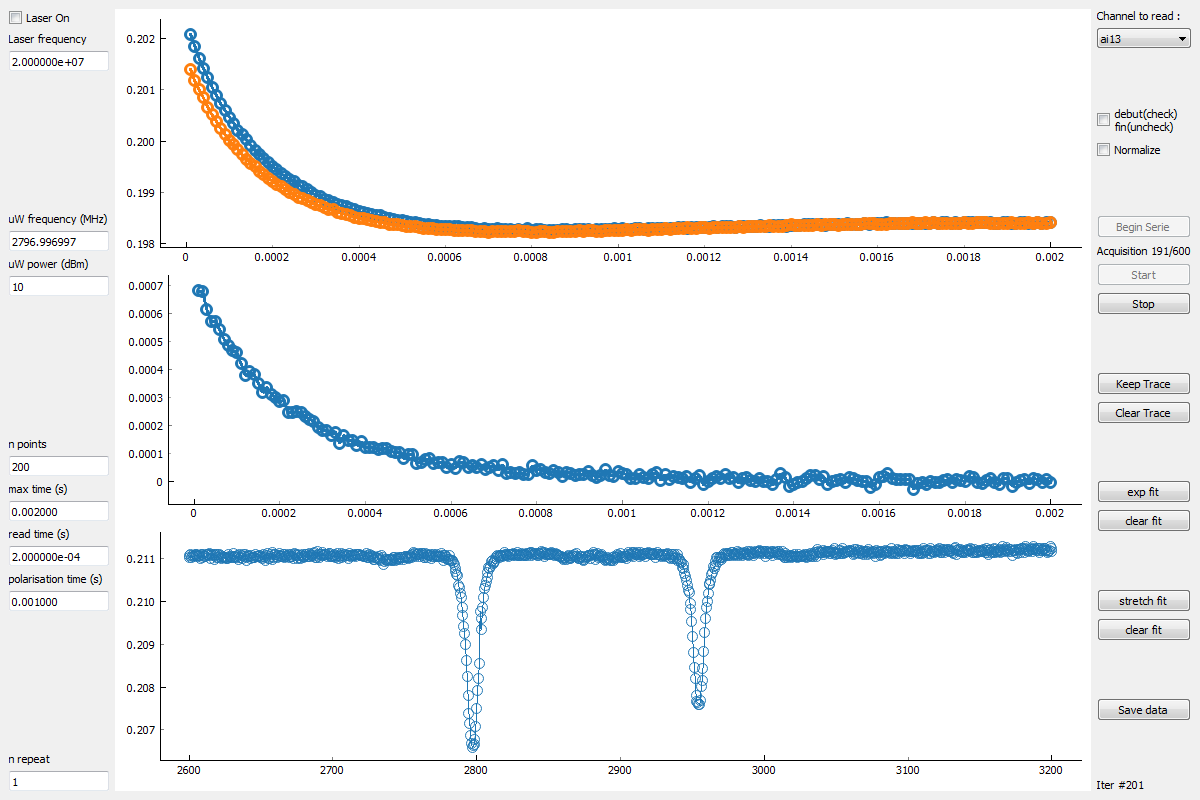 Laser On
Laser frequency
2.000000e+07
uW frequency (MHz)
2796.996997
uW power (dBm)
10
n points
200
max time (s)
0.002000
read time (s)
2.000000e-04
polarisation time (s)
0.001000
n repeat
1
0.202
0.201
0.200
0.199
0.198
0 0.0002 0.0004 0.0006 0.0008 0.001 0.0012 0.0014 0.0016 0.0018 0.002
0.0007
0.0006
0.0005
0.0004
0.0003
0.0002
0.0001
0
0 0.0002 0.0004 0.0006 0.0008 0.001 0.0012 0.0014 0.0016 0.0018 0.002
0.211
0.210
0.209
0.208
0.207
2600 2700 2800 2900 3000 3100 3200
Channel to read :
ai13
debut(check)
fin(uncheck)
Normalize
Begin Serie
Acquisition 191/600
Start
Stop
Keep Trace
Clear Trace
exp fit
clear fit
stretch fit
clear fit
Save data
Iter #201